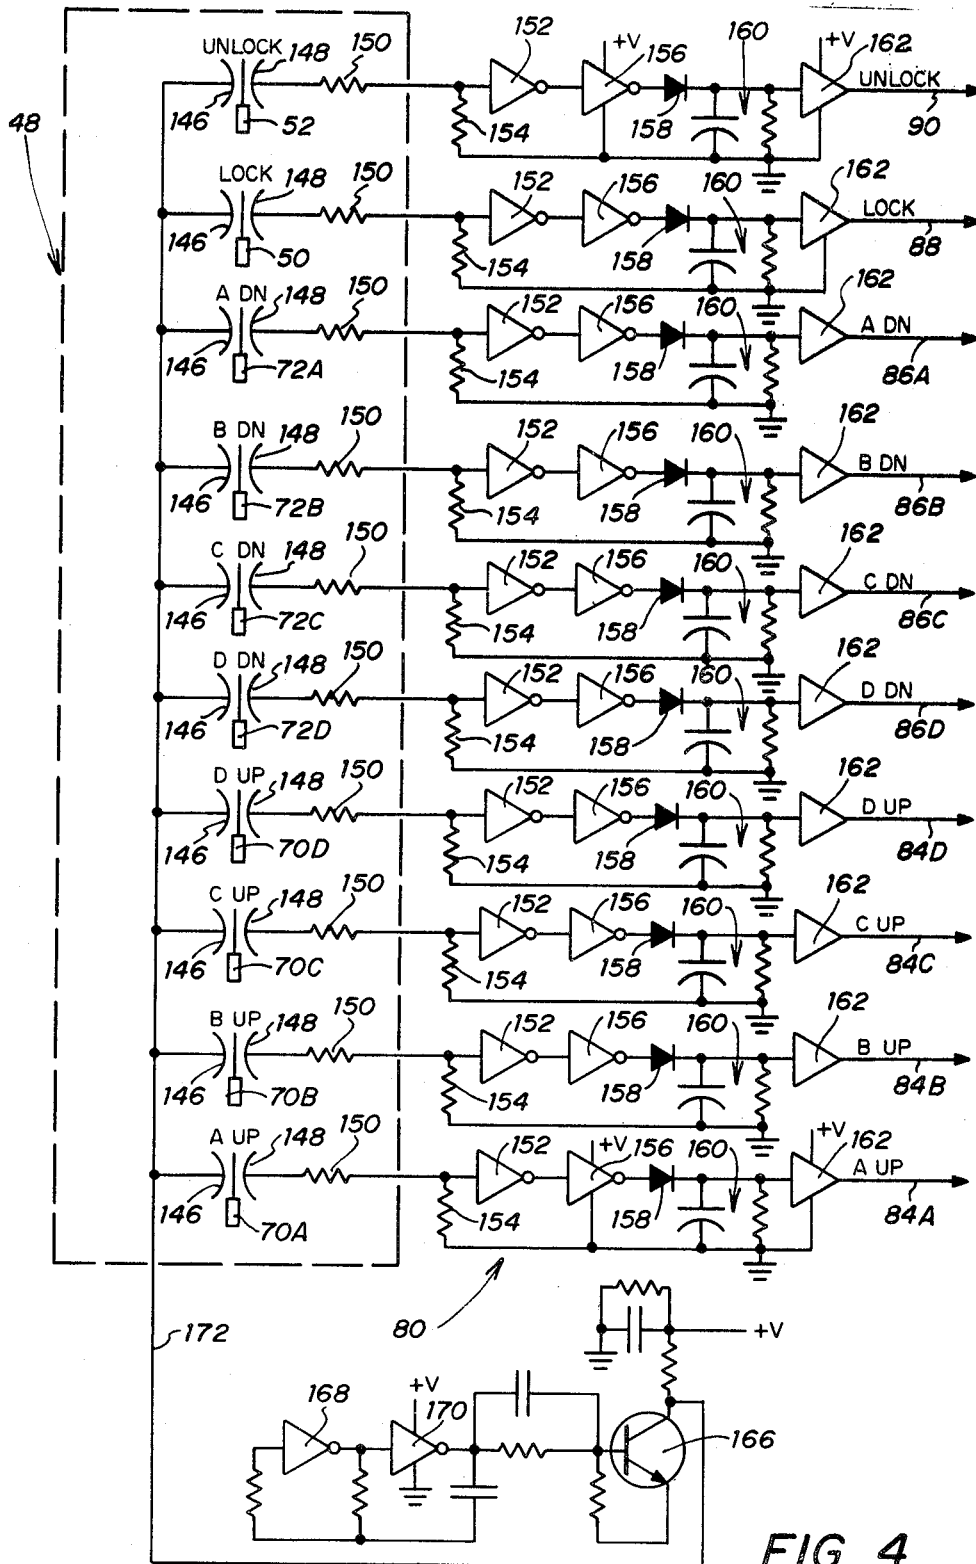 48
UNLOCK 148 150 152 +V 156 160 +V 162 UNLOCK
146 52 154 158 90
LOCK 148 150 152 156 160 162 LOCK
146 50 154 158 88
A DN 148 150 152 156 160 162 A DN
146 72A 154 158 86A
B DN 148 150 152 156 160 162 B DN
146 72B 154 158 86B
C DN 148 150 152 156 160 162 C DN
146 72C 154 158 86C
D DN 148 150 152 156 160 162 D DN
146 72D 154 158 86D
D UP 148 150 152 156 160 162 D UP
146 70D 154 158 84D
C UP 148 150 152 156 160 162 C UP
146 70C 154 158 84C
B UP 148 150 152 156 160 162 B UP
146 70B 154 158 84B
A UP 148 150 152 +V 156 160 +V 162 A UP
146 70A 154 158 84A
172 80 +V
168 +V 170 166
FIG 4